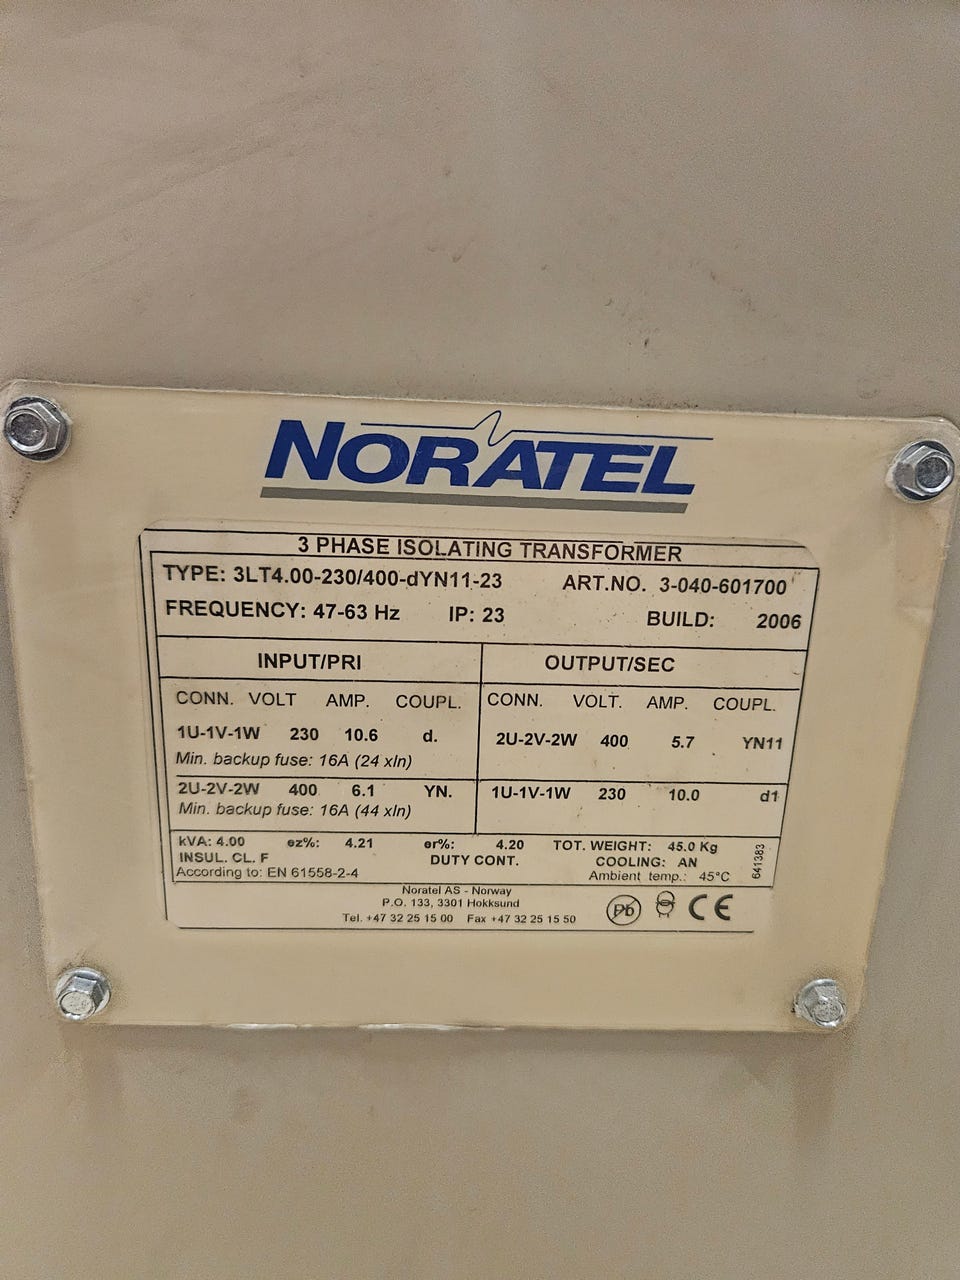 NORATEL
3 PHASE ISOLATING TRANSFORMER
TYPE: 3LT4.00-230/400-dYN11-23 ART.NO. 3-040-601700
FREQUENCY: 47-63 Hz IP: 23 BUILD: 2006
INPUT/PRI OUTPUT/SEC
CONN. VOLT AMP. COUPL. CONN. VOLT. AMP. COUPL.
1U-1V-1W 230 10.6 d. 2U-2V-2W 400 5.7 YN11
Min. backup fuse: 16A (24 xIn)
2U-2V-2W 400 6.1 YN. 1U-1V-1W 230 10.0 d1
Min. backup fuse: 16A (44 xIn)
kVA: 4.00 ez%: 4.21 er%: 4.20 TOT. WEIGHT: 45.0 Kg
INSUL. CL. F DUTY CONT. COOLING: AN
According to: EN 61558-2-4 Ambient temp.: 45°C
641383
Noratel AS - Norway
P.O. 133, 3301 Hokksund
Tel. +47 32 25 15 00 Fax +47 32 25 15 50
Pb CE